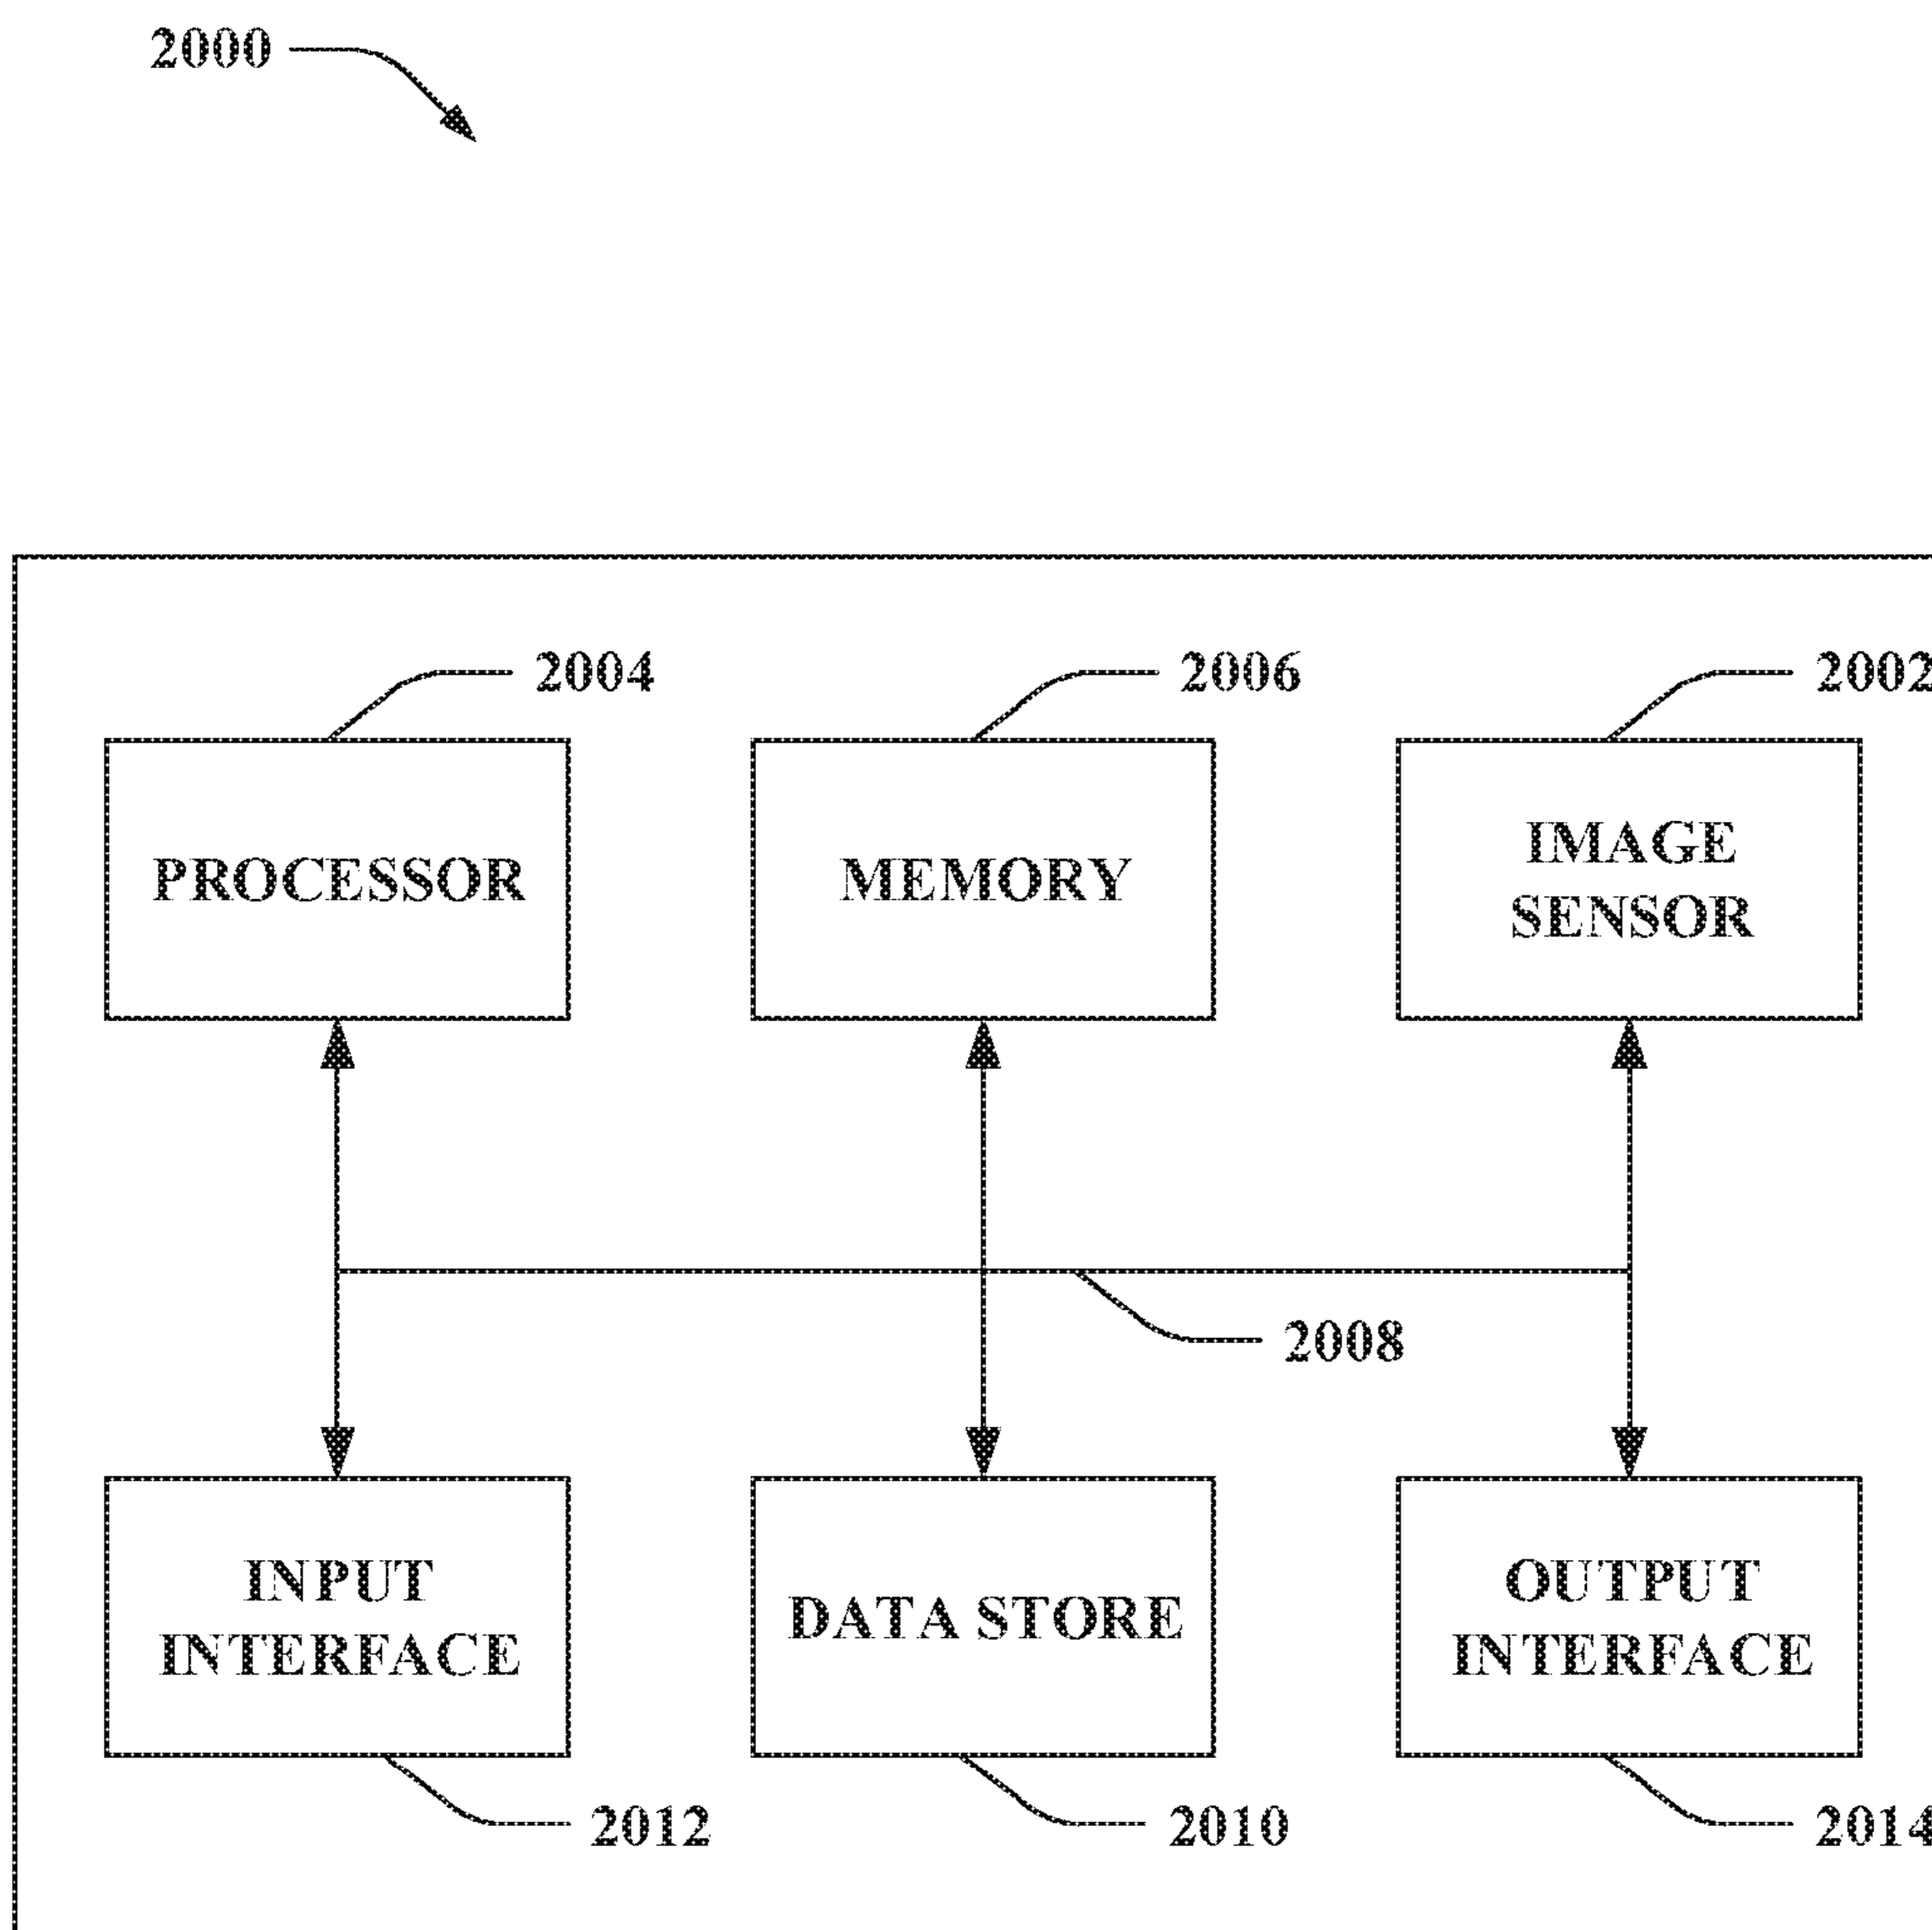 2000
2004
2006
2002
PROCESSOR
MEMORY
IMAGE
SENSOR
2008
INPUT
INTERFACE
DATA STORE
OUTPUT
INTERFACE
2012
2010
2014